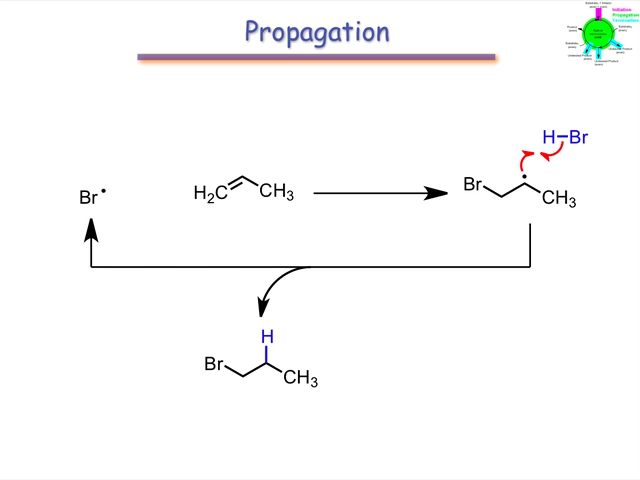 Propagation
Initiation
Propagation
Termination
H–Br
Br•
H₂C CH₃
Br • CH₃
H
Br
CH₃